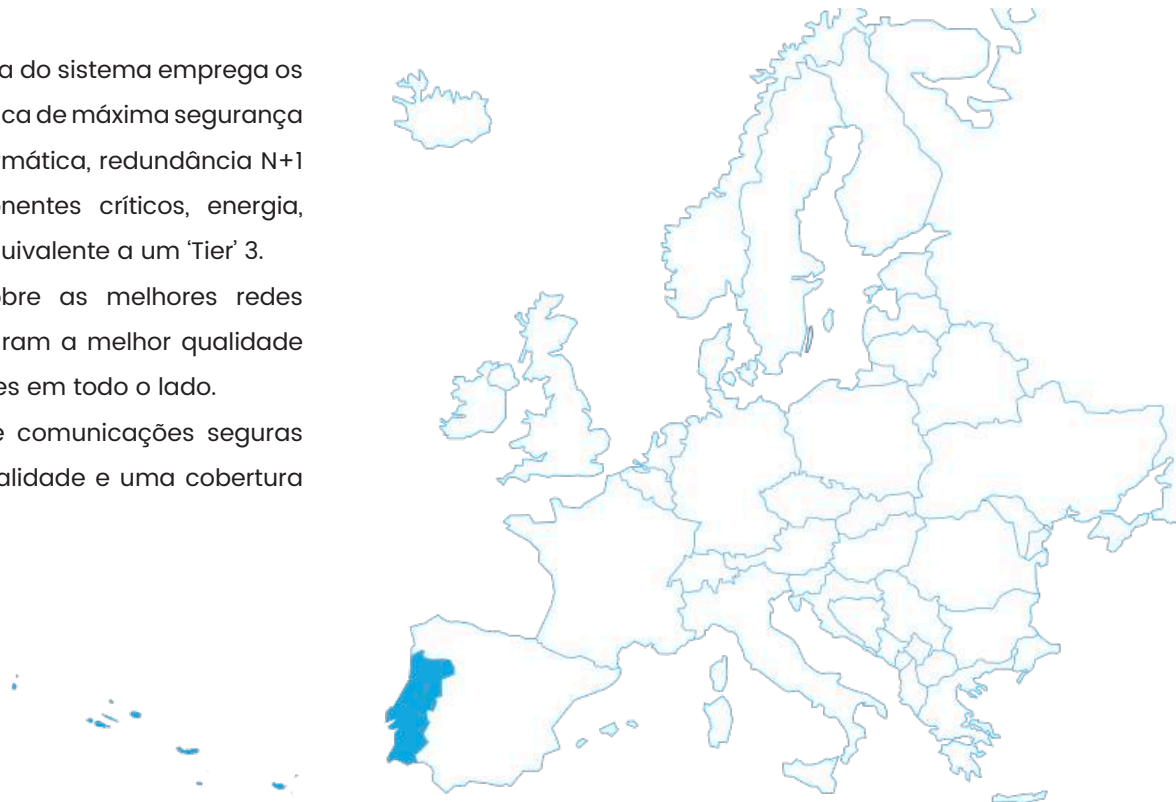 a do sistema emprega os
ca de máxima segurança
rmática, redundância N+1
nentes críticos, energia,
uivalente a um ‘Tier’ 3.
bre as melhores redes
ram a melhor qualidade
es em todo o lado.
e comunicações seguras
alidade e uma cobertura